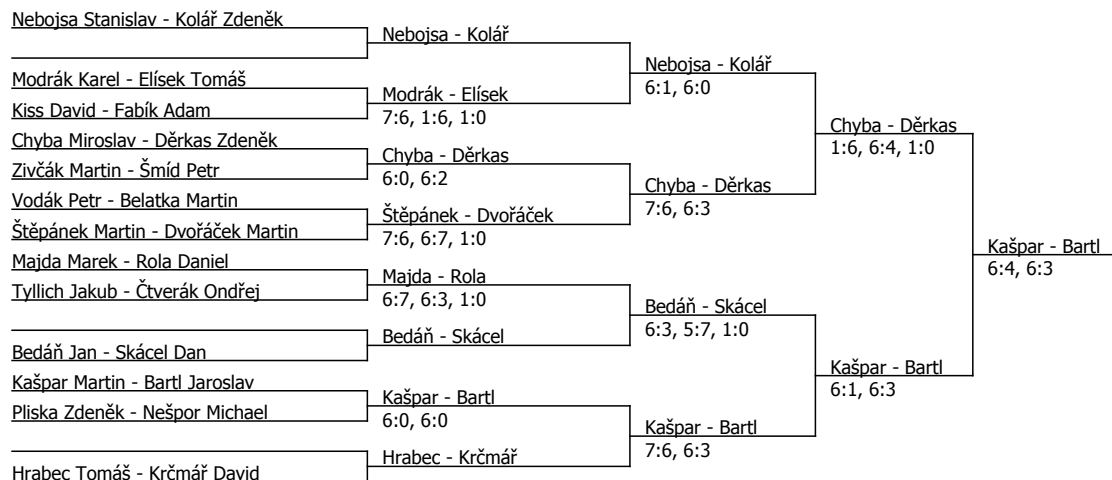 Nebojsa Stanislav - Kolář Zdeněk
Modrák Karel - Elísek Tomáš
Kiss David - Fabík Adam
Chyba Miroslav - Děrkas Zdeněk
Zivčák Martin - Šmíd Petr
Vodák Petr - Belatka Martin
Štěpánek Martin - Dvořáček Martin
Majda Marek - Rola Daniel
Tyllich Jakub - Čtverák Ondřej
Bedáň Jan - Skácel Dan
Kašpar Martin - Bartl Jaroslav
Pliska Zdeněk - Nešpor Michael
Hrabec Tomáš - Krčmář David
Nebojsa - Kolář
Modrák - Elísek
7:6, 1:6, 1:0
Chyba - Děrkas
6:0, 6:2
Štěpánek - Dvořáček
7:6, 6:7, 1:0
Majda - Rola
6:7, 6:3, 1:0
Bedáň - Skácel
Kašpar - Bartl
6:0, 6:0
Hrabec - Krčmář
Nebojsa - Kolář
6:1, 6:0
Chyba - Děrkas
7:6, 6:3
Bedáň - Skácel
6:3, 5:7, 1:0
Kašpar - Bartl
7:6, 6:3
Chyba - Děrkas
1:6, 6:4, 1:0
Kašpar - Bartl
6:1, 6:3
Kašpar - Bartl
6:4, 6:3